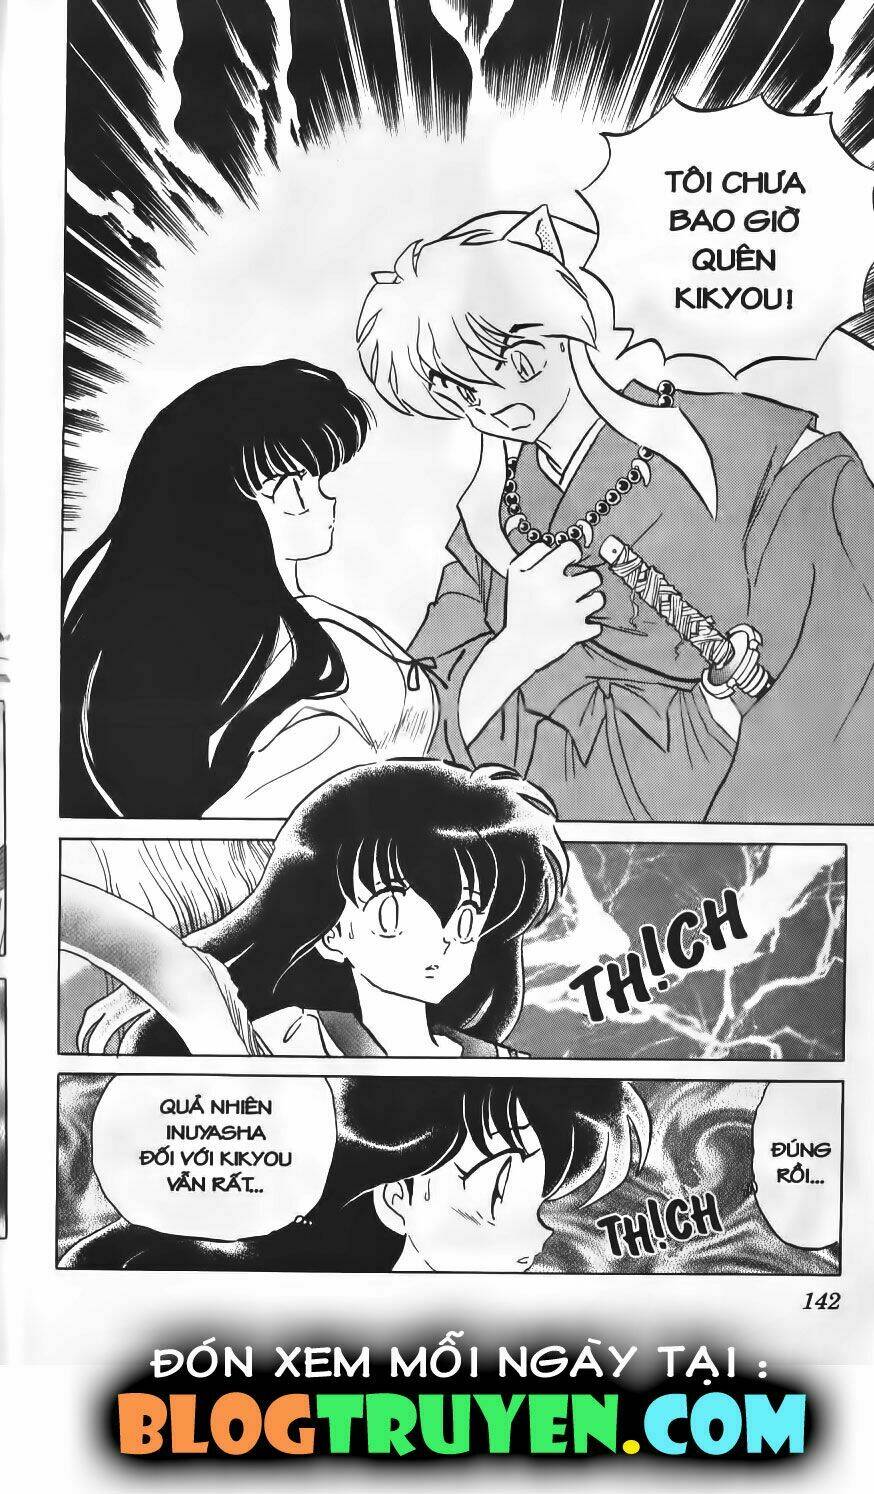 TÔI CHƯA
BAO GIỜ
QUÊN
KIKYOU!
THỊCH
ĐÚNG
RỒI...
QUẢ NHIÊN
INUYASHA
ĐỐI VỚI KIKYOU
VẪN RẤT...
THỊCH
142
ĐÓN XEM MỖI NGÀY TẠI :
BLOGTRUYEN.COM